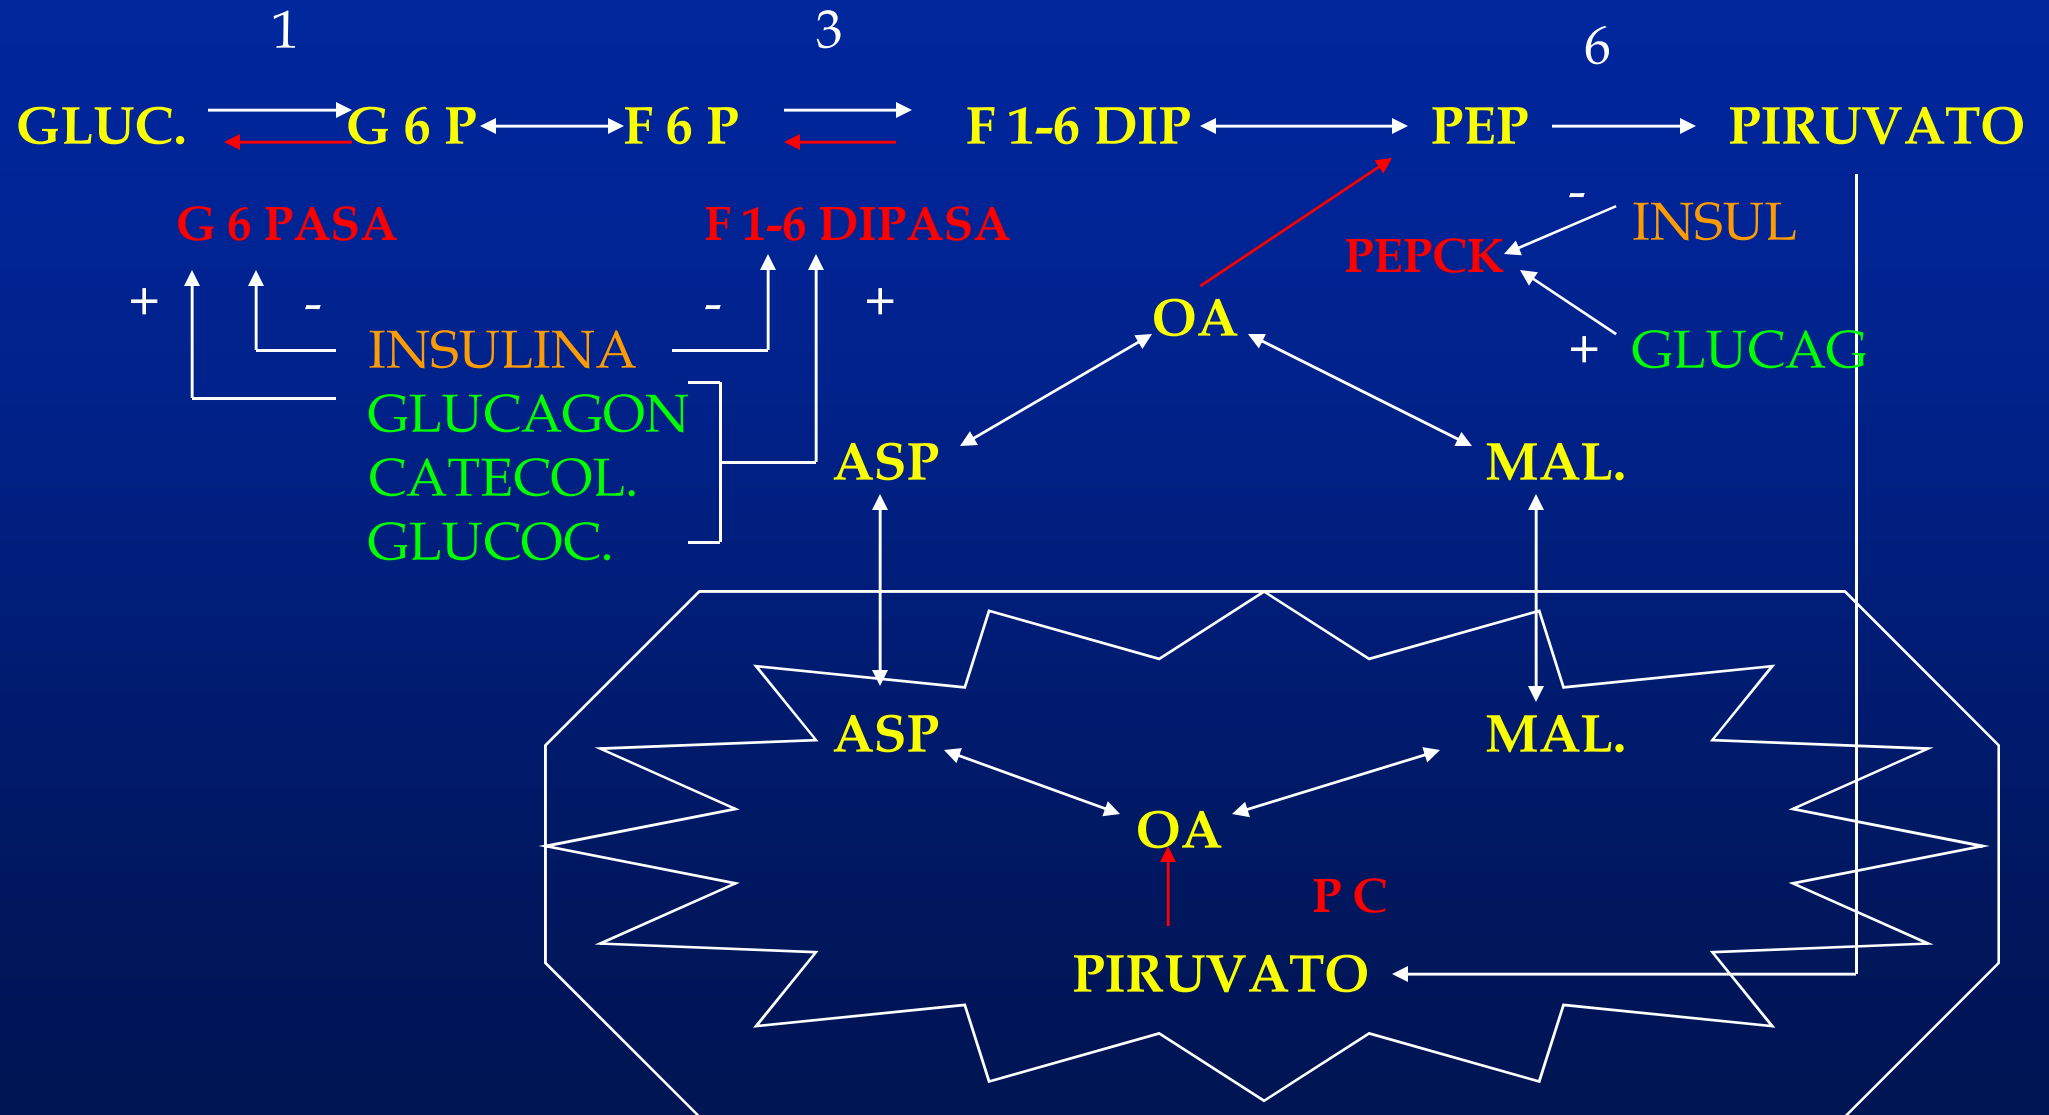 1 3 6
GLUC. G 6 P F 6 P F 1-6 DIP PEP PIRUVATO
G 6 PASA F 1-6 DIPASA - INSUL
PEPCK
+ - - + OA
INSULINA + GLUCAG
GLUCAGON
CATECOL. ASP MAL.
GLUCOC.
ASP MAL.
OA
P C
PIRUVATO